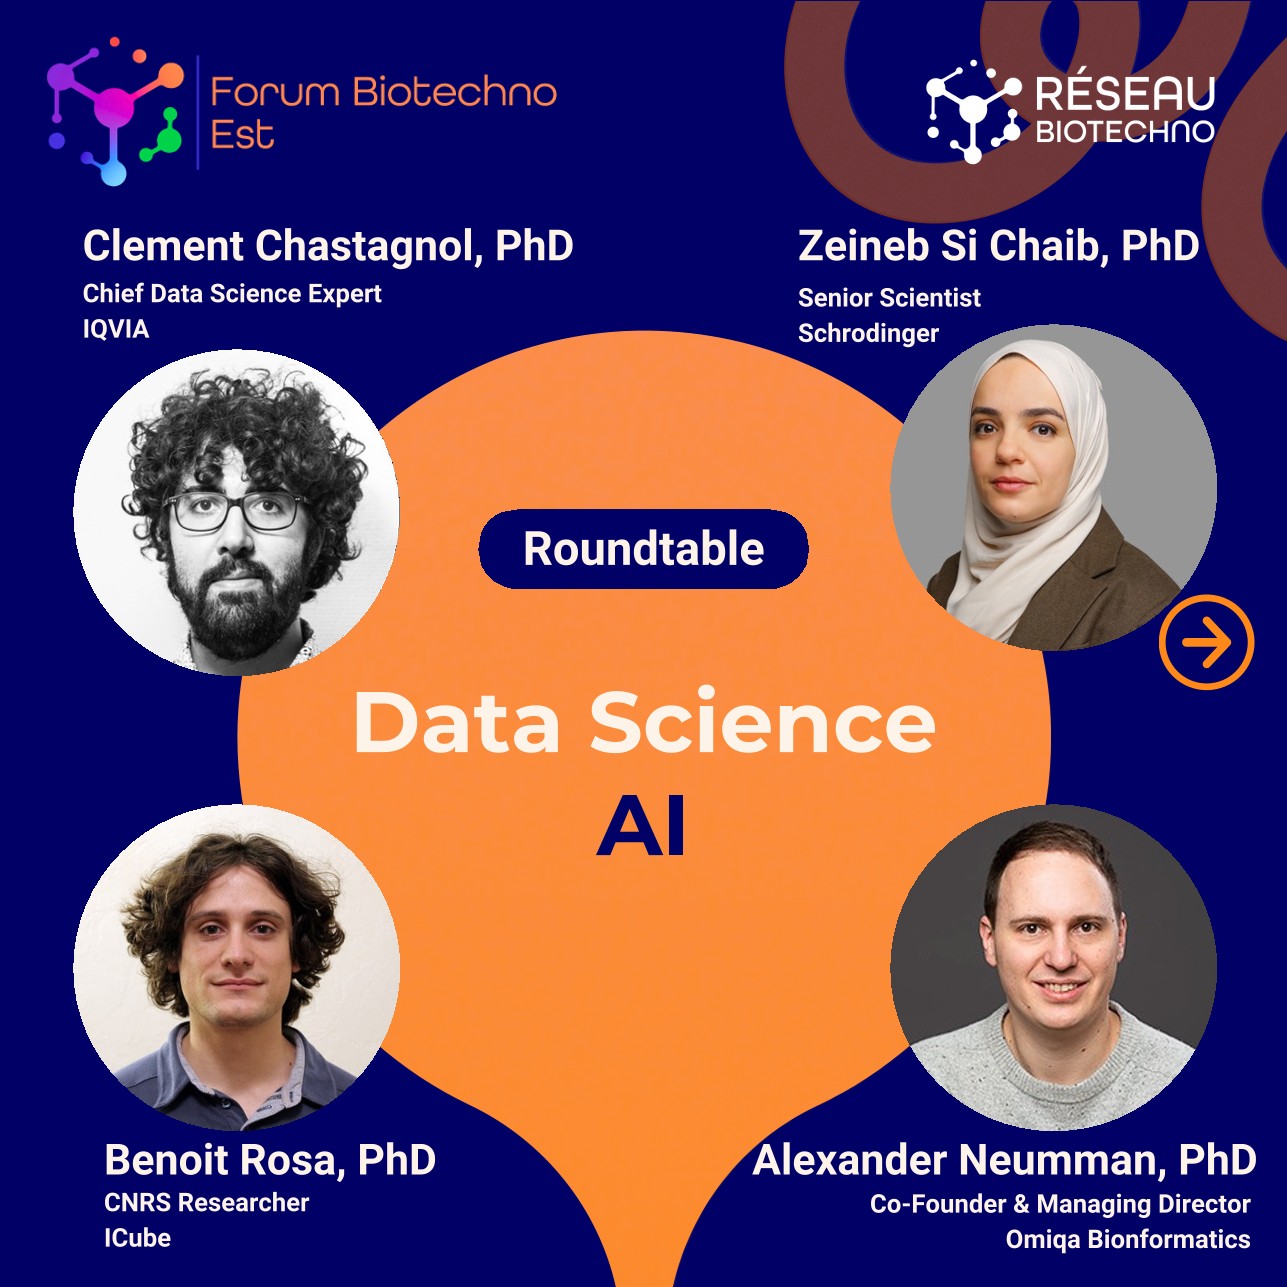 Forum Biotechno
Est
RÉSEAU
BIOTECHNO
Clement Chastagnol, PhD
Chief Data Science Expert
IQVIA
Zeineb Si Chaib, PhD
Senior Scientist
Schrodinger
Roundtable
Data Science
AI
Benoit Rosa, PhD
CNRS Researcher
ICube
Alexander Neumman, PhD
Co-Founder & Managing Director
Omiqa Bionformatics